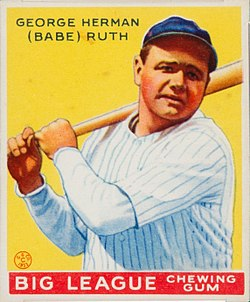 GEORGE HERMAN
(BABE) RUTH
BIG LEAGUE CHEWING
GUM